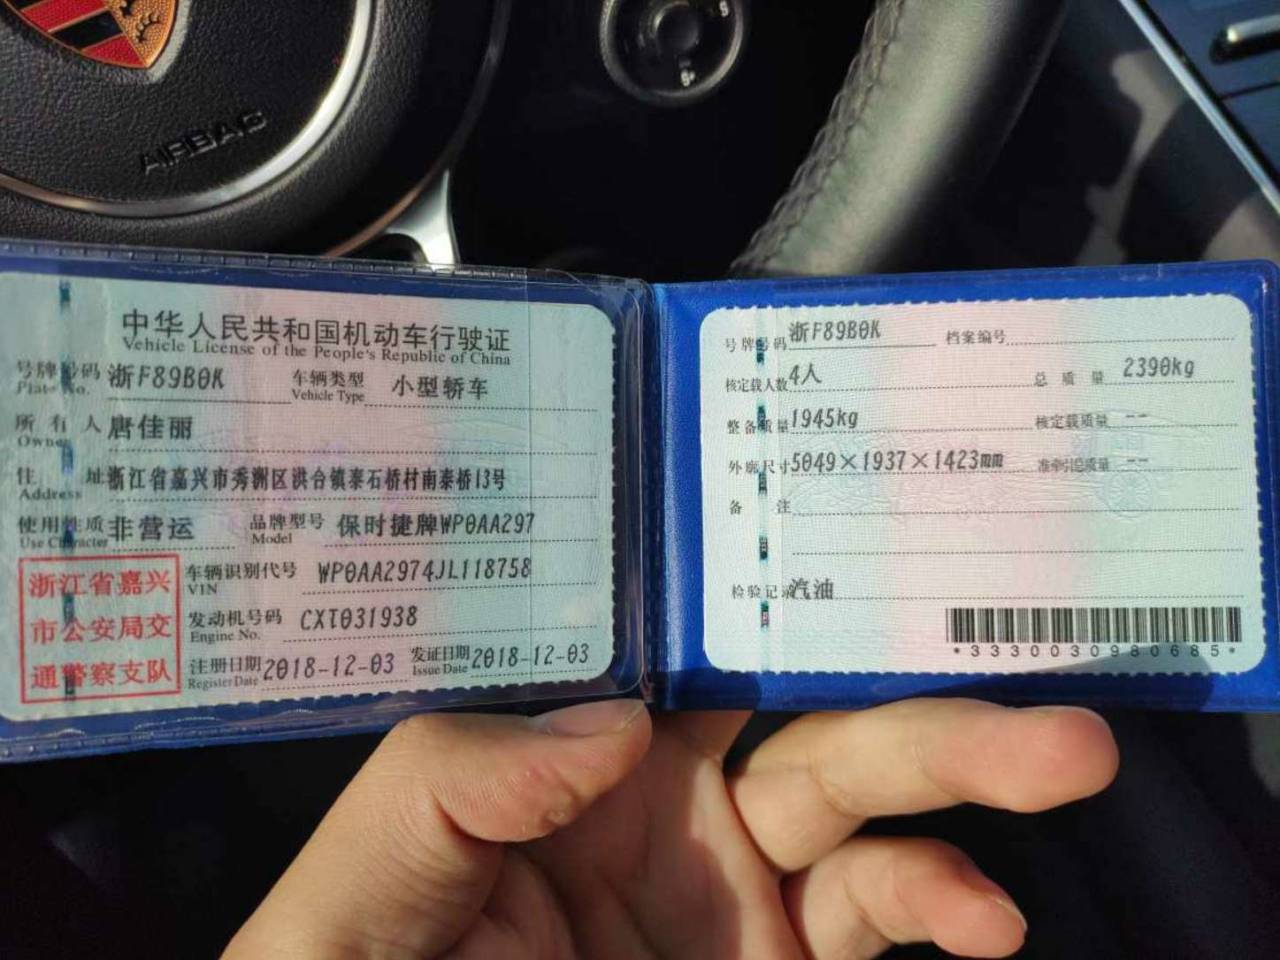 AIRBAG
S
S+
中华人民共和国机动车行驶证
Vehicle License of the People's Republic of China
号牌号码 浙F89B0K 车辆类型 小型轿车
Plate No. Vehicle Type
所有人 唐佳丽
Owner
住址 浙江省嘉兴市秀洲区洪合镇泰石桥村南泰桥13号
Address
使用性质 非营运 品牌型号 保时捷牌WP0AA297
Use Character Model
浙江省嘉兴
市公安局交
通警察支队
车辆识别代号 WP0AA2974JL118758
VIN
发动机号码 CXT031938
Engine No.
注册日期 2018-12-03 发证日期 2018-12-03
Register Date Issue Date
号牌号码 浙F89B0K 档案编号
核定载人数 4人 总质量 2390kg
整备质量 1945kg 核定载质量 --
外廓尺寸 5049×1937×1423mm 准牵引总质量 --
备注
检验记录 汽油
*3330030980685*